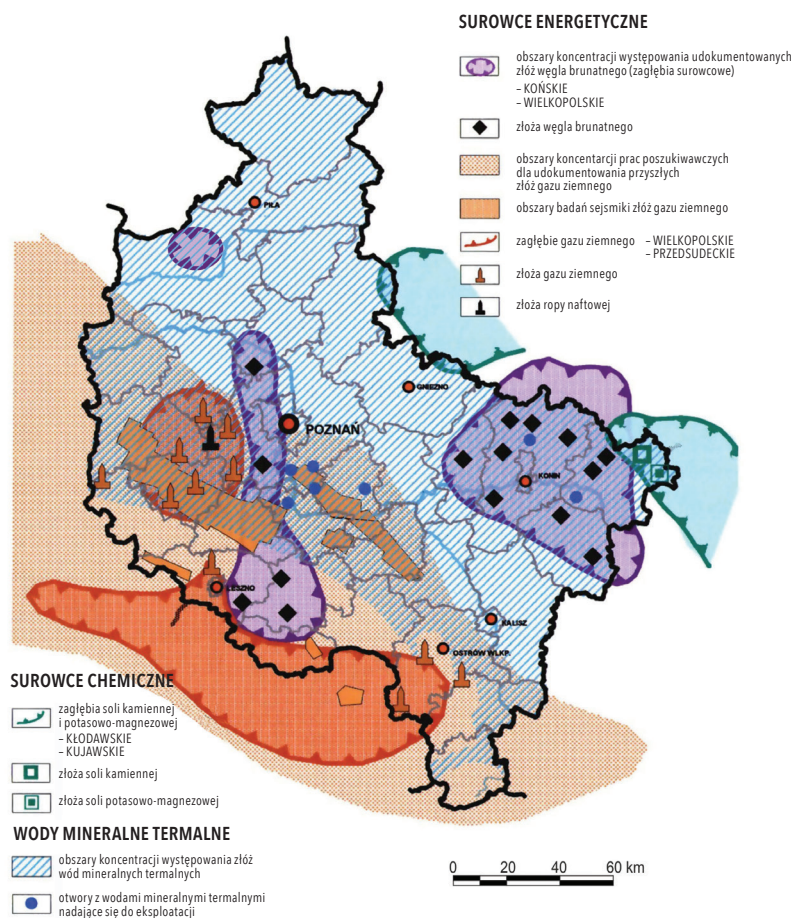 SUROWCE ENERGETYCZNE
obszary koncentracji występowania udokumentowanych
złóż węgla brunatnego (zagłębia surowcowe)
– KOŃSKIE
– WIELKOPOLSKIE
złoża węgla brunatnego
obszary koncentarcji prac poszukiwawczych
dla udokumentowania przyszłych
złóż gazu ziemnego
obszary badań sejsmiki złóż gazu ziemnego
zagłębie gazu ziemnego – WIELKOPOLSKIE
– PRZEDSUDECKIE
złoża gazu ziemnego
złoża ropy naftowej
PIŁA
GNIEZNO
POZNAŃ
KONIN
LESZNO
KALISZ
OSTRÓW WLKP.
SUROWCE CHEMICZNE
zagłębia soli kamiennej
i potasowo-magnezowej
– KŁODAWSKIE
– KUJAWSKIE
złoża soli kamiennej
złoża soli potasowo-magnezowej
WODY MINERALNE TERMALNE
obszary koncentracji występowania złóż
wód mineralnych termalnych
otwory z wodami mineralnymi termalnymi
nadające się do eksploatacji
0 20 40 60 km